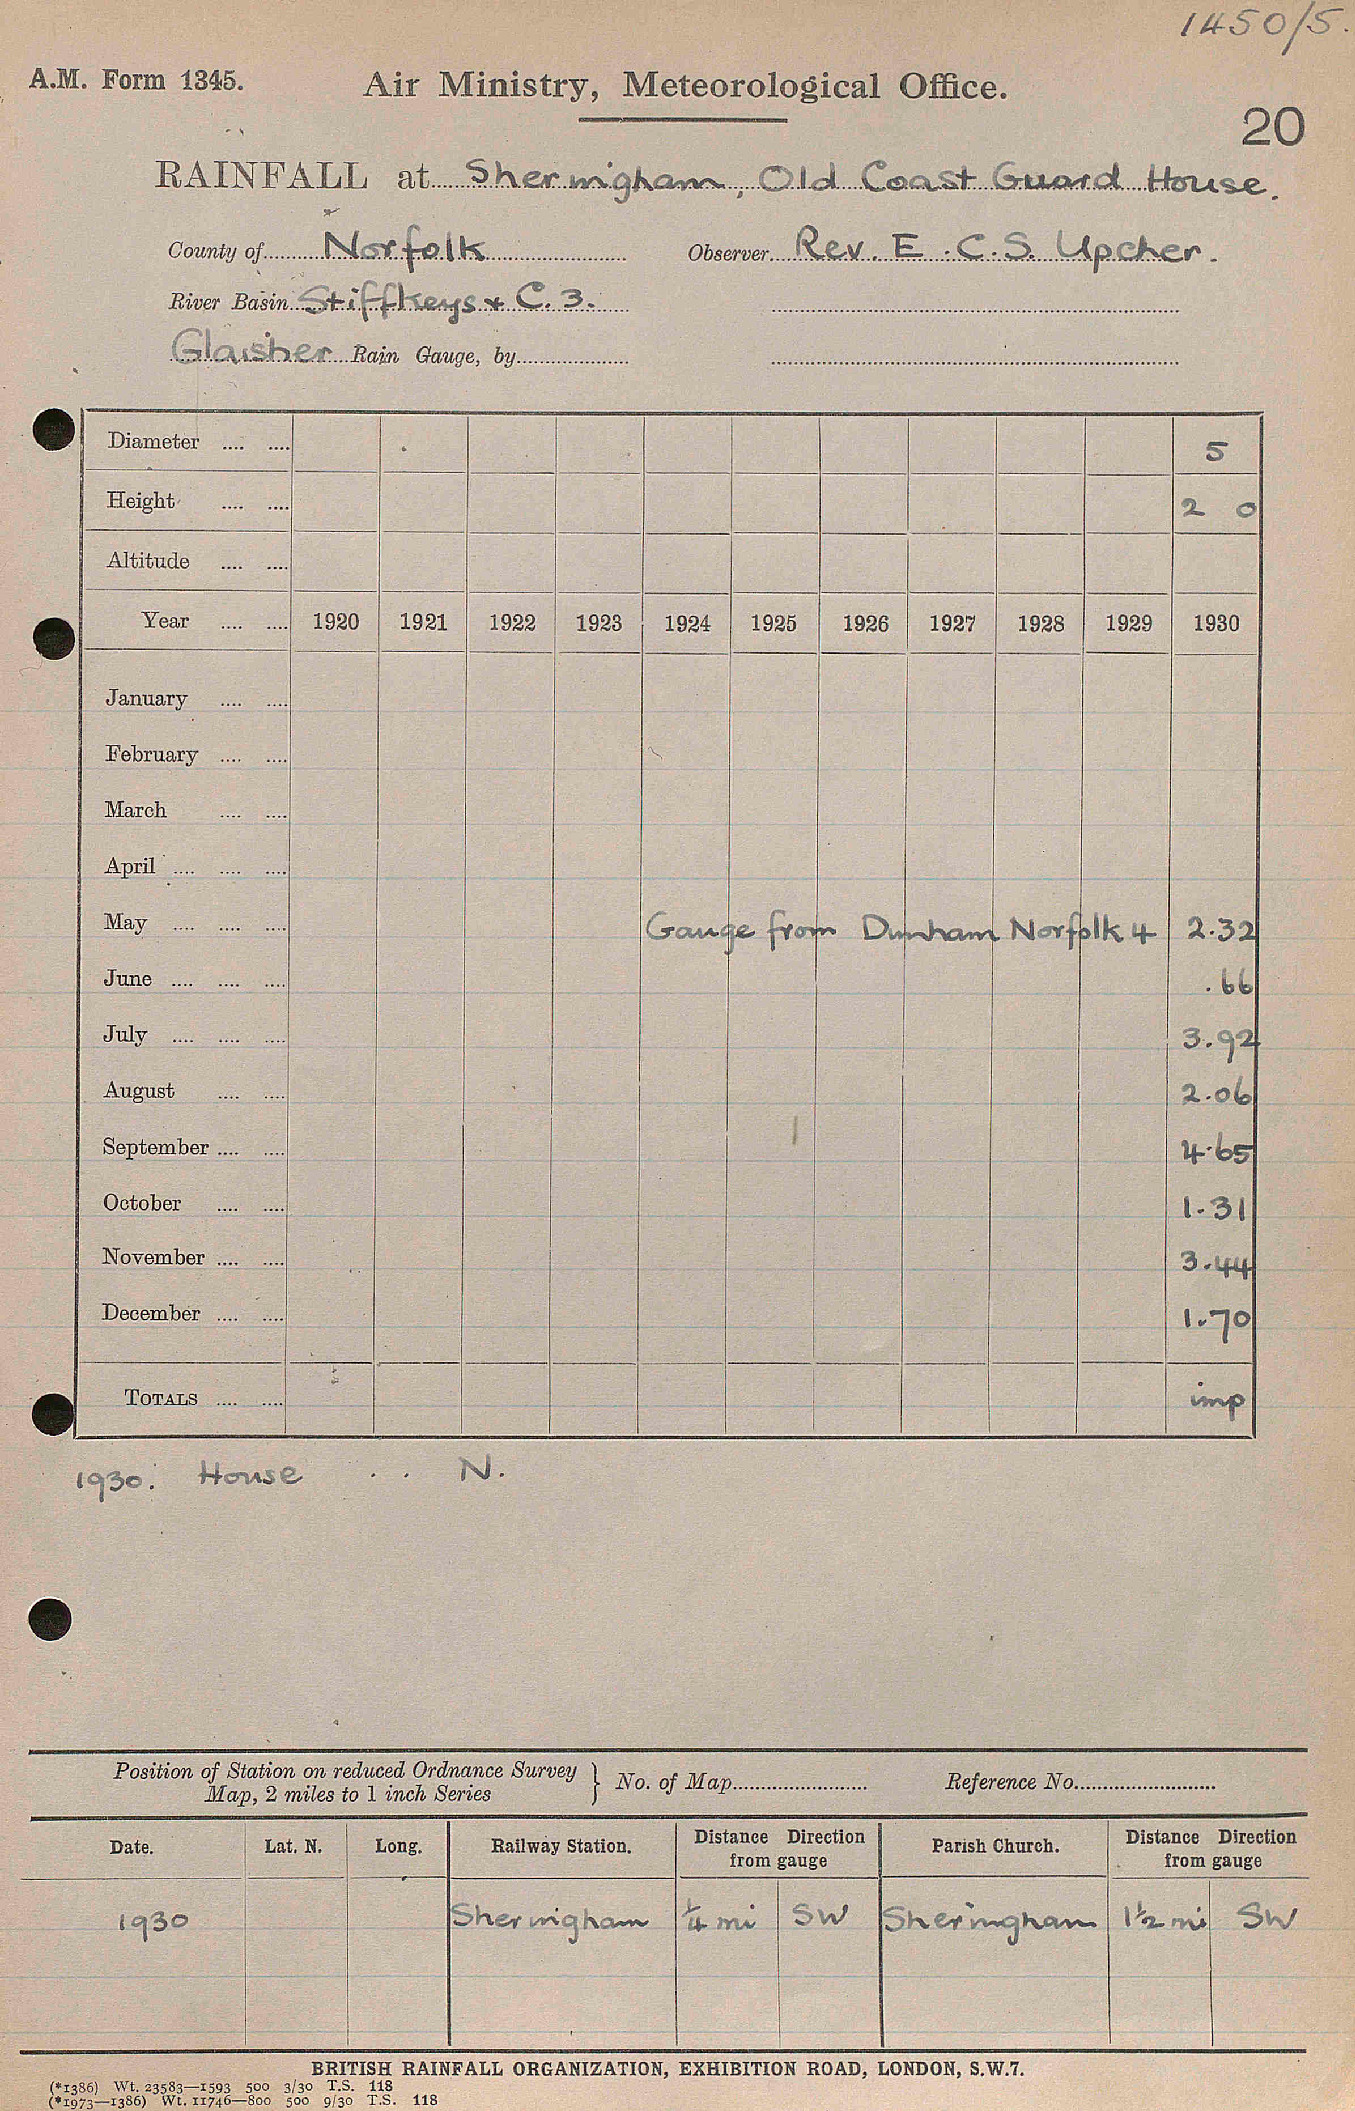 1450/5.
A.M. Form 1345. Air Ministry, Meteorological Office.
20
RAINFALL at Sheringham, Old Coast Guard House.
County of Norfolk Observer Rev. E. C. S. Upcher.
River Basin Stiffkeys & C. 3.
Glaisher Rain Gauge, by
Diameter .... .... 5
Height .... .... 2 0
Altitude .... ....
Year .... .... 1920 1921 1922 1923 1924 1925 1926 1927 1928 1929 1930
January .... ....
February .... ....
March .... ....
April .... .... ....
May .... .... .... Gauge from Dunham Norfolk 4 2.32
June .... .... .... .66
July .... .... .... 3.92
August .... .... 2.06
September .... .... 4.65
October .... .... 1.31
November .... .... 3.44
December .... .... 1.70
TOTALS .... .... imp
1930. House . . N.
Position of Station on reduced Ordnance Survey
Map, 2 miles to 1 inch Series } No. of Map Reference No.
Date. Lat. N. Long. Railway Station. Distance Direction from gauge Parish Church. Distance Direction from gauge
1930 Sheringham 1/4 mi SW Sheringham 1 1/2 mi SW
BRITISH RAINFALL ORGANIZATION, EXHIBITION ROAD, LONDON, S.W.7.
(*1386) Wt. 23583—1593 500 3/30 T.S. 118
(*1973—1386) Wt. 11746—800 500 9/30 T.S. 118